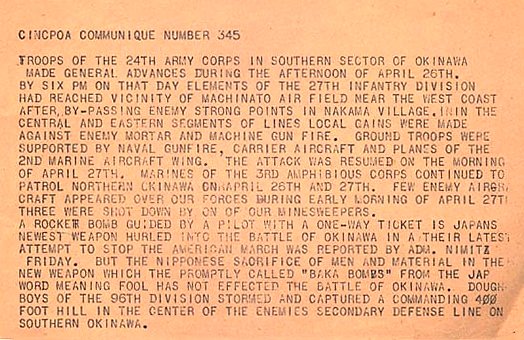 CINCPOA COMMUNIQUE NUMBER 345
TROOPS OF THE 24TH ARMY CORPS IN SOUTHERN SECTOR OF OKINAWA
MADE GENERAL ADVANCES DURING THE AFTERNOON OF APRIL 26TH.
BY SIX PM ON THAT DAY ELEMENTS OF THE 27TH INFANTRY DIVISION
HAD REACHED VICINITY OF MACHINATO AIR FIELD NEAR THE WEST COAST
AFTER BY-PASSING ENEMY STRONG POINTS IN NAKAMA VILLAGE. IN THE
CENTRAL AND EASTERN SEGMENTS OF LINES LOCAL GAINS WERE MADE
AGAINST ENEMY MORTAR AND MACHINE GUN FIRE. GROUND TROOPS WERE
SUPPORTED BY NAVAL GUNFIRE, CARRIER AIRCRAFT AND PLANES OF THE
2ND MARINE AIRCRAFT WING. THE ATTACK WAS RESUMED ON THE MORNING
OF APRIL 27TH. MARINES OF THE 3RD AMPHIBIOUS CORPS CONTINUED TO
PATROL NORTHERN OKINAWA ON APRIL 26TH AND 27TH. FEW ENEMY AIRCRA
CRAFT APPEARED OVER OUR FORCES DURING EARLY MORNING OF APRIL 27TH
THREE WERE SHOT DOWN BY ON OF OUR MINESWEEPERS.
A ROCKET BOMB GUIDED BY A PILOT WITH A ONE-WAY TICKET IS JAPANS
NEWEST WEAPON HURLED INTO THE BATTLE OF OKINAWA IN A THEIR LATEST
ATTEMPT TO STOP THE AMERICAN MARCH WAS REPORTED BY ADM. NIMITZ
FRIDAY. BUT THE NIPPONESE SACRIFICE OF MEN AND MATERIAL IN THE
NEW WEAPON WHICH THE PROMPTLY CALLED "BAKA BOMBS" FROM THE JAP
WORD MEANING FOOL HAS NOT EFFECTED THE BATTLE OF OKINAWA. DOUGH
BOYS OF THE 96TH DIVISION STORMED AND CAPTURED A COMMANDING 400
FOOT HILL IN THE CENTER OF THE ENEMIES SECONDARY DEFENSE LINE ON
SOUTHERN OKINAWA.